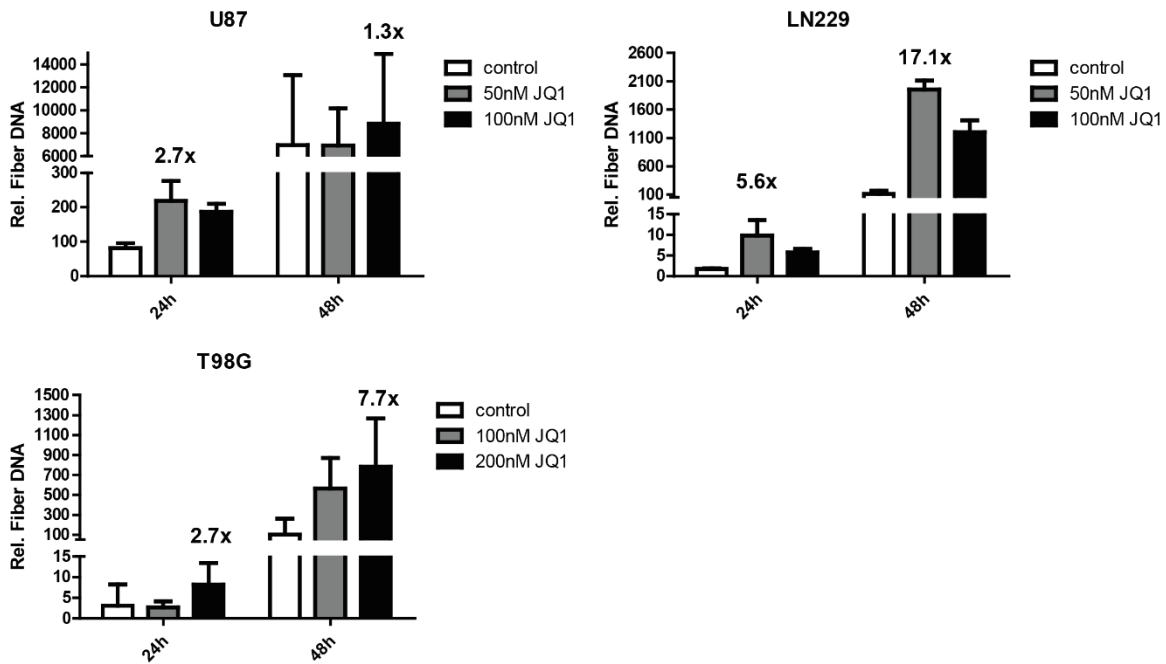 U87
Rel. Fiber DNA
14000
12000
10000
8000
6000
300
200
100
0
2.7x
1.3x
24h
48h
control
50nM JQ1
100nM JQ1
LN229
Rel. Fiber DNA
2600
2100
1600
1100
600
100
15
10
5
0
5.6x
17.1x
24h
48h
control
50nM JQ1
100nM JQ1
T98G
Rel. Fiber DNA
1500
1300
1100
900
700
500
300
100
15
10
5
0
2.7x
7.7x
24h
48h
control
100nM JQ1
200nM JQ1